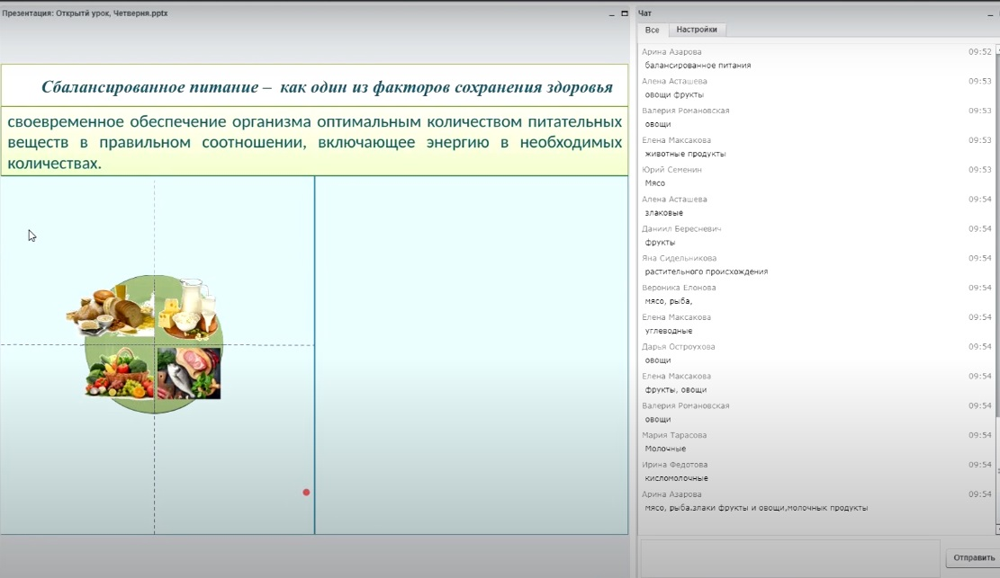 Презентация: Открытй урок, Четверня.pptx
Сбалансированное питание – как один из факторов сохранения здоровья
своевременное обеспечение организма оптимальным количеством питательных
веществ в правильном соотношении, включающее энергию в необходимых
количествах.
Чат
Все Настройки
Арина Азарова 09:52
балансированное питания
Алена Асташева 09:53
овощи фрукты
Валерия Романовская 09:53
овощи
Елена Максакова 09:53
животные продукты
Юрий Семенин 09:53
Мясо
Алена Асташева 09:54
злаковые
Даниил Бересневич 09:54
фрукты
Яна Сидельникова 09:54
растительного происхождения
Вероника Елонова 09:54
мясо, рыба,
Елена Максакова 09:54
углеводные
Дарья Остроухова 09:54
овощи
Елена Максакова 09:54
фрукты, овощи
Валерия Романовская 09:54
овощи
Мария Тарасова 09:54
Молочные
Ирина Федотова 09:54
кисломолочные
Арина Азарова 09:54
мясо, рыба.злаки фрукты и овощи,молочнык продукты
Отправить